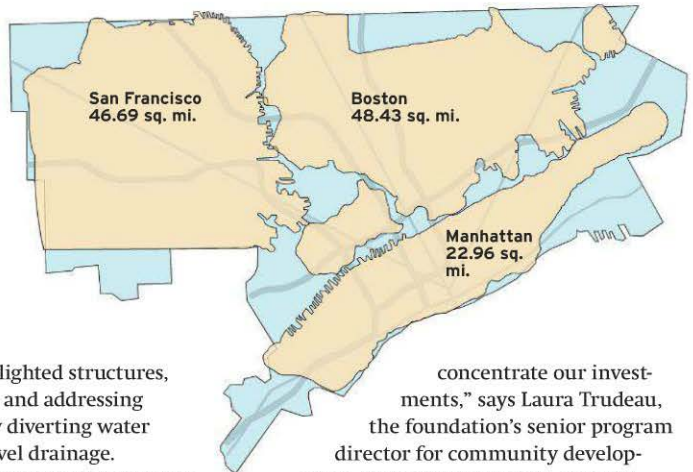 San Francisco
46.69 sq. mi.
Boston
48.43 sq. mi.
Manhattan
22.96 sq.
mi.
lighted structures,
and addressing
diverting water
drainage.
concentrate our invest-
ments,” says Laura Trudeau,
the foundation’s senior program
director for community develop-